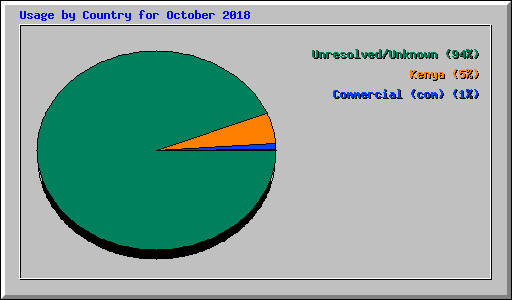 Usage by Country for October 2018
Unresolved/Unknown (94%)
Kenya (5%)
Commercial (com) (1%)